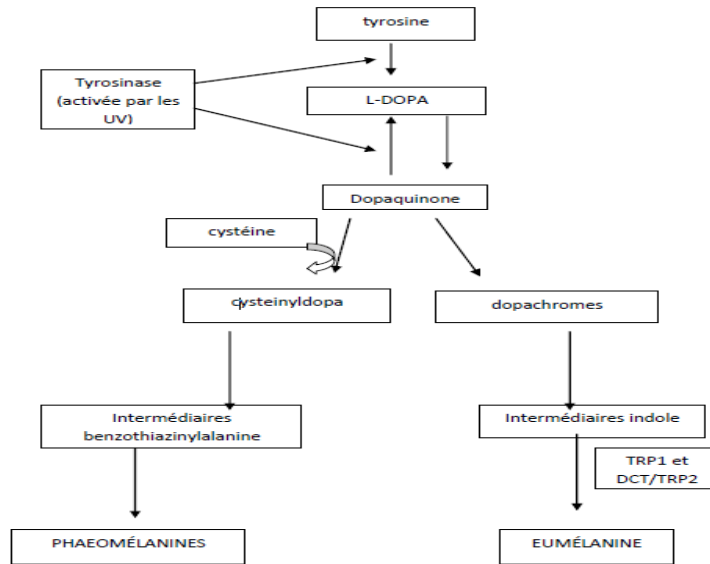 tyrosine
Tyrosinase
(activée par les
UV)
L-DOPA
Dopaquinone
cystéine
cysteinyldopa
dopachromes
Intermédiaires
benzothiazinylalanine
Intermédiaires indole
TRP1 et
DCT/TRP2
PHAEOMÉLANINES
EUMÉLANINE